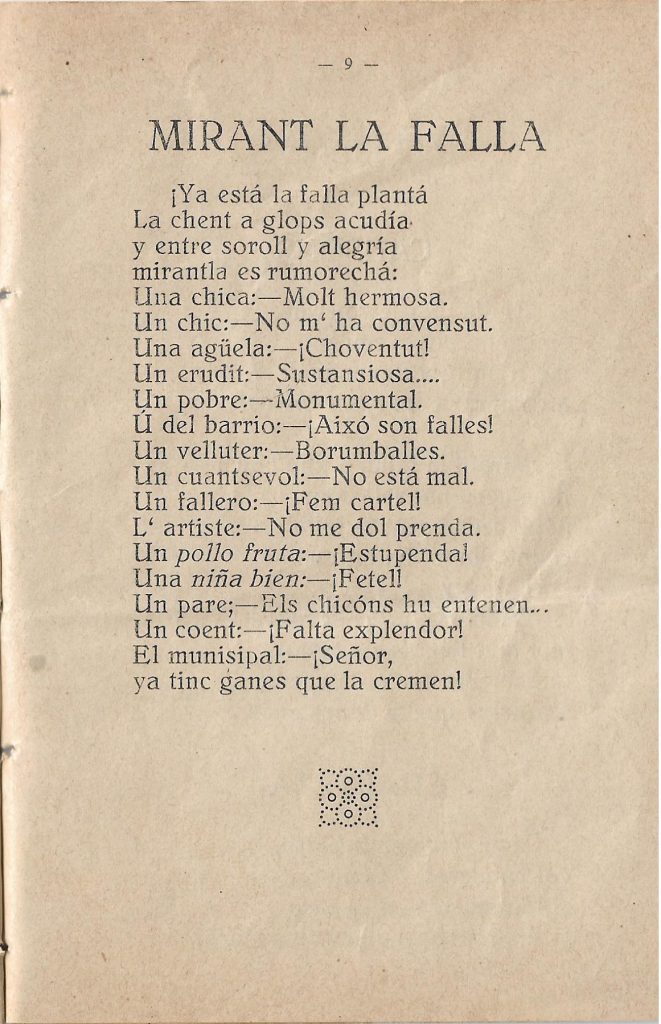 — 9 —
MIRANT LA FALLA
¡Ya está la falla plantá
La chent a glops acudía
y entre soroll y alegría
mirantla es rumorechá:
Una chica:—Molt hermosa.
Un chic:—No m‘ ha convensut.
Una agüela:—¡Choventut!
Un erudit:—Sustansiosa....
Un pobre:—Monumental.
Ú del barrio:—¡Aixó son falles!
Un velluter:—Borumballes.
Un cuantsevol:—No está mal.
Un fallero:—¡Fem cartel!
L‘ artiste:—No me dol prenda.
Un pollo fruta:—¡Estupenda!
Una niña bien:—¡Fetel!
Un pare;—Els chicóns hu entenen...
Un coent:—¡Falta explendor!
El munisipal:—¡Señor,
ya tinc ganes que la cremen!